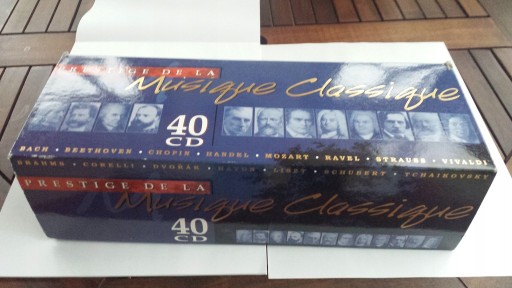 PRESTIGE DE LA
Musique Classique
40
CD
BACH • BEETHOVEN • CHOPIN • HANDEL • MOZART • RAVEL • STRAUSS • VIVALDI
BRAHMS • CORELLI • DVORAK • HAYDN • LISZT • SCHUBERT • TCHAIKOVSKY
PRESTIGE DE LA
Musique Classique
40
CD